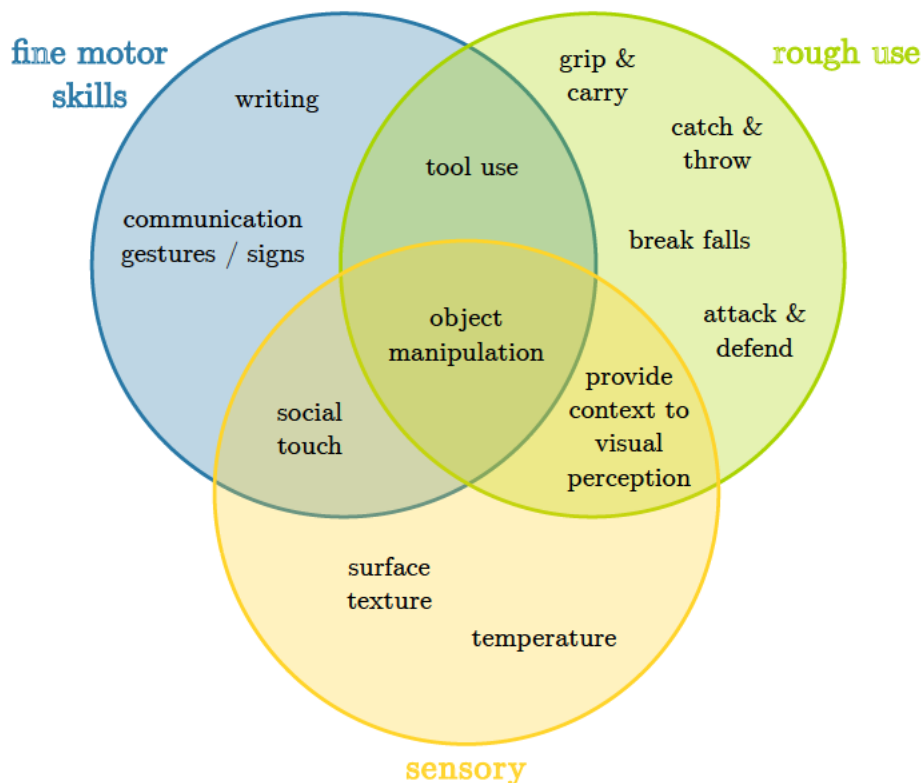 fine motor
skills
rough use
writing
grip &
carry
catch &
throw
tool use
communication
gestures / signs
break falls
attack &
defend
object
manipulation
provide
context to
visual
perception
social
touch
surface
texture
temperature
sensory